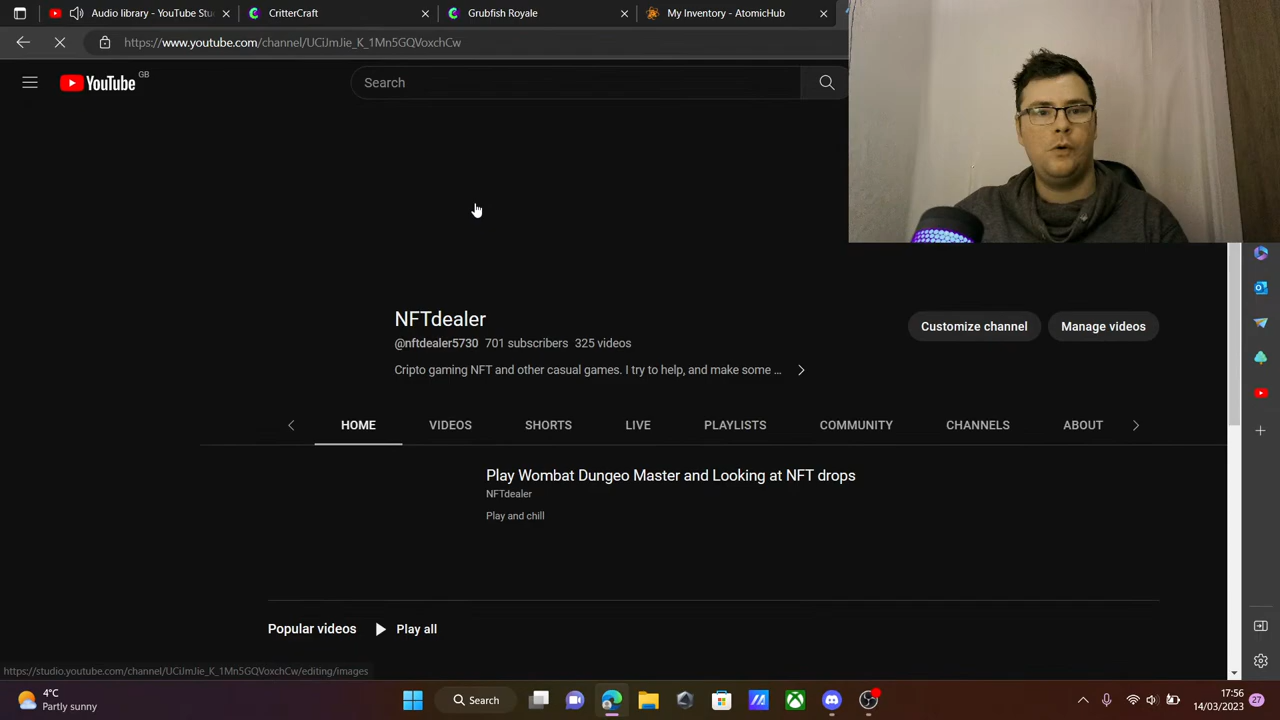 Audio library - YouTube Stu
CritterCraft
Grubfish Royale
My Inventory - AtomicHub
https://www.youtube.com/channel/UCiJmJie_K_1Mn5GQVoxchCw
YouTube GB
Search
NFTdealer
@nftdealer5730 701 subscribers 325 videos
Cripto gaming NFT and other casual games. I try to help, and make some ...
Customize channel
Manage videos
HOME VIDEOS SHORTS LIVE PLAYLISTS COMMUNITY CHANNELS ABOUT
Play Wombat Dungeo Master and Looking at NFT drops
NFTdealer
Play and chill
Popular videos Play all
https://studio.youtube.com/channel/UCiJmJie_K_1Mn5GQVoxchCw/editing/images
4°C
Partly sunny
Search
17:56
14/03/2023
27